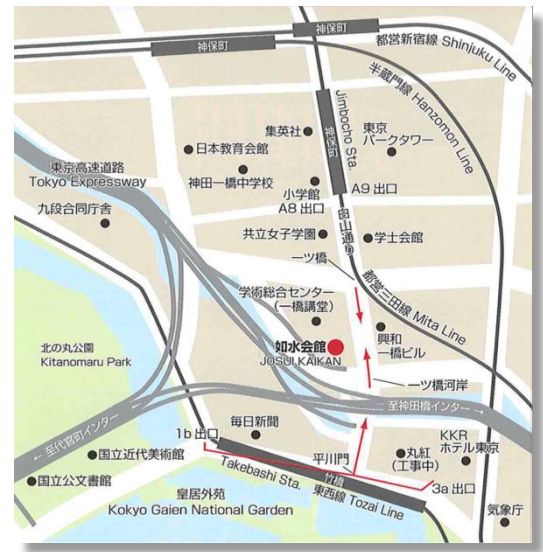 神保町
都営新宿線 Shinjuku Line
神保町
半蔵門線 Hanzomon Line
Jimbocho Sta.
神保町
集英社
東京
パークタワー
日本教育会館
東京高速道路
Tokyo Expressway
神田一橋中学校
小学館
A8 出口
A9 出口
九段合同庁舎
共立女子学園
白山通り
学士会館
一ツ橋
都営三田線 Mita Line
学術総合センター
(一橋講堂)
如水会館
JOSUI KAIKAN
興和
一橋ビル
北の丸公園
Kitanomaru Park
一ツ橋河岸
至神田橋インター →
← 至代官町インター
1b 出口
毎日新聞
KKR
ホテル東京
丸紅
(工事中)
平川門
国立近代美術館
竹橋
Takebashi Sta.
東西線 Tozai Line
3a 出口
国立公文書館
皇居外苑
Kokyo Gaien National Garden
気象庁